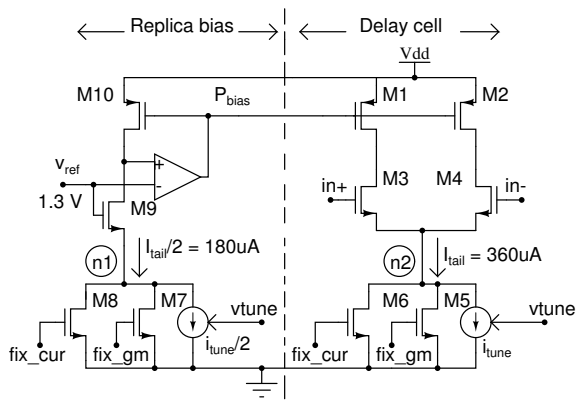 Replica bias
Delay cell
Vdd
M10
P_bias
M1
M2
v_ref
+
-
1.3 V
M9
in+
M3
M4
in-
n1
I_tail/2 = 180uA
n2
I_tail = 360uA
M8
M7
vtune
M6
M5
vtune
fix_cur
fix_gm
i_tune/2
fix_cur
fix_gm
i_tune